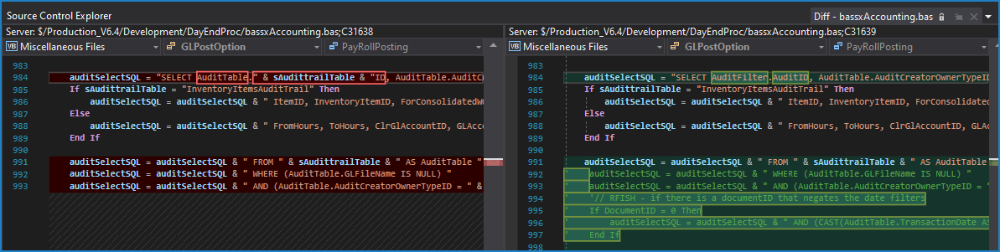 Source Control Explorer
Diff - bassxAccounting.bas
Server: $/Production_V6.4/Development/DayEndProc/bassxAccounting.bas;C31638
VB Miscellaneous Files GLPostOption PayRollPosting
983
984 auditSelectSQL = "SELECT AuditTable." & sAudittrailTable & "ID, AuditTable.AuditCr
985 If sAudittrailTable = "InventoryItemsAuditTrail" Then
986 auditSelectSQL = auditSelectSQL & " ItemID, InventoryItemID, ForConsolidatedWO
987 Else
988 auditSelectSQL = auditSelectSQL & " FromHours, ToHours, ClrGlAccountID, GLAcco
989 End If
990
991 auditSelectSQL = auditSelectSQL & " FROM " & sAudittrailTable & " AS AuditTable "
992 auditSelectSQL = auditSelectSQL & " WHERE (AuditTable.GLFileName IS NULL) "
993 auditSelectSQL = auditSelectSQL & " AND (AuditTable.AuditCreatorOwnerTypeID = " &
Server: $/Production_V6.4/Development/DayEndProc/bassxAccounting.bas;C31639
VB Miscellaneous Files GLPostOption PayRollPosting
983
984 auditSelectSQL = "SELECT AuditFilter.AuditID, AuditTable.AuditCreatorOwnerTypeID
985 If sAudittrailTable = "InventoryItemsAuditTrail" Then
986 auditSelectSQL = auditSelectSQL & " ItemID, InventoryItemID, ForConsolidated
987 Else
988 auditSelectSQL = auditSelectSQL & " FromHours, ToHours, ClrGlAccountID, GLA
989 End If
990
991 auditSelectSQL = auditSelectSQL & " FROM " & sAudittrailTable & " AS AuditTable
992 ' auditSelectSQL = auditSelectSQL & " WHERE (AuditTable.GLFileName IS NULL) "
993 ' auditSelectSQL = auditSelectSQL & " AND (AuditTable.AuditCreatorOwnerTypeID = "
994 ' '// RFISH - if there is a documentID that negates the date filters
995 ' If DocumentID = 0 Then
996 ' auditSelectSQL = auditSelectSQL & " AND (CAST(AuditTable.TransactionDate AS
997 ' End If
998